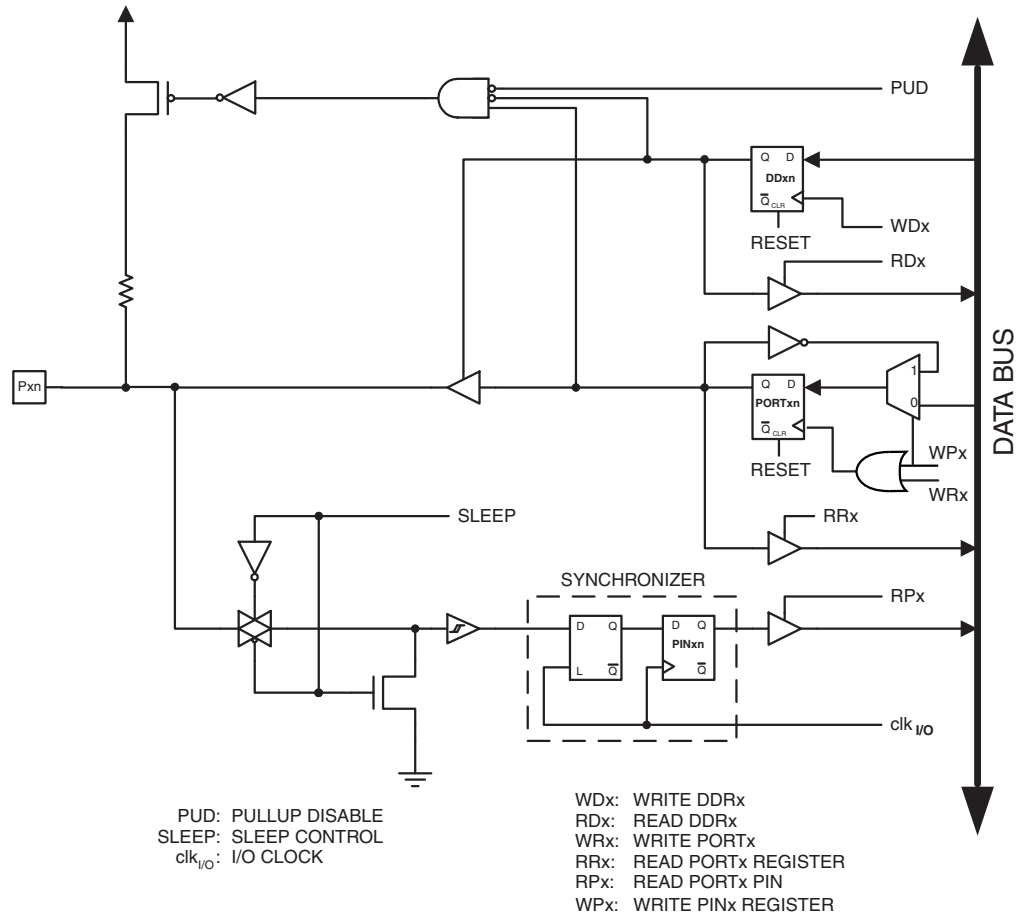 PUD
Q D
DDxn
Q CLR
WDx
RESET
RDx
Pxn
1
Q D
PORTxn
0
Q CLR
WPx
RESET
WRx
DATA BUS
SLEEP
RRx
SYNCHRONIZER
RPx
D Q
D Q
PINxn
L Q
Q
clk I/O
PUD: PULLUP DISABLE
SLEEP: SLEEP CONTROL
clkI/O: I/O CLOCK
WDx: WRITE DDRx
RDx: READ DDRx
WRx: WRITE PORTx
RRx: READ PORTx REGISTER
RPx: READ PORTx PIN
WPx: WRITE PINx REGISTER